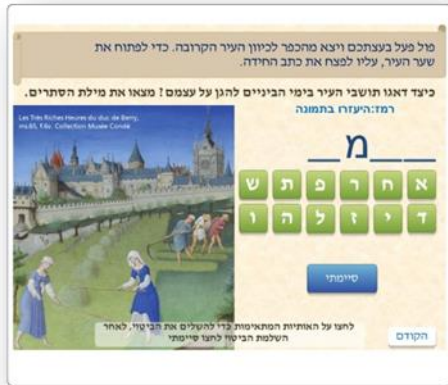 פול פעל בעצתכם ויצא מהכפר לכיוון העיר הקרובה. כדי לפתוח את
שער העיר, עליו לפצח את כתב החידה.
כיצד דאגו תושבי העיר בימי הביניים להגן על עצמם? מצאו את מילת הסתרים.
רמז: היעזרו בתמונה
Les Très Riches Heures du duc de Berry,
ms.65, f.6v. Collection Musée Condé
_ מ _ _
א ח ר פ ת ש
ד י ז ל ה ו
סיימתי
לחצו על האותיות המתאימות כדי להשלים את הביטוי. לאחר
השלמת הביטוי לחצו סיימתי
הקודם